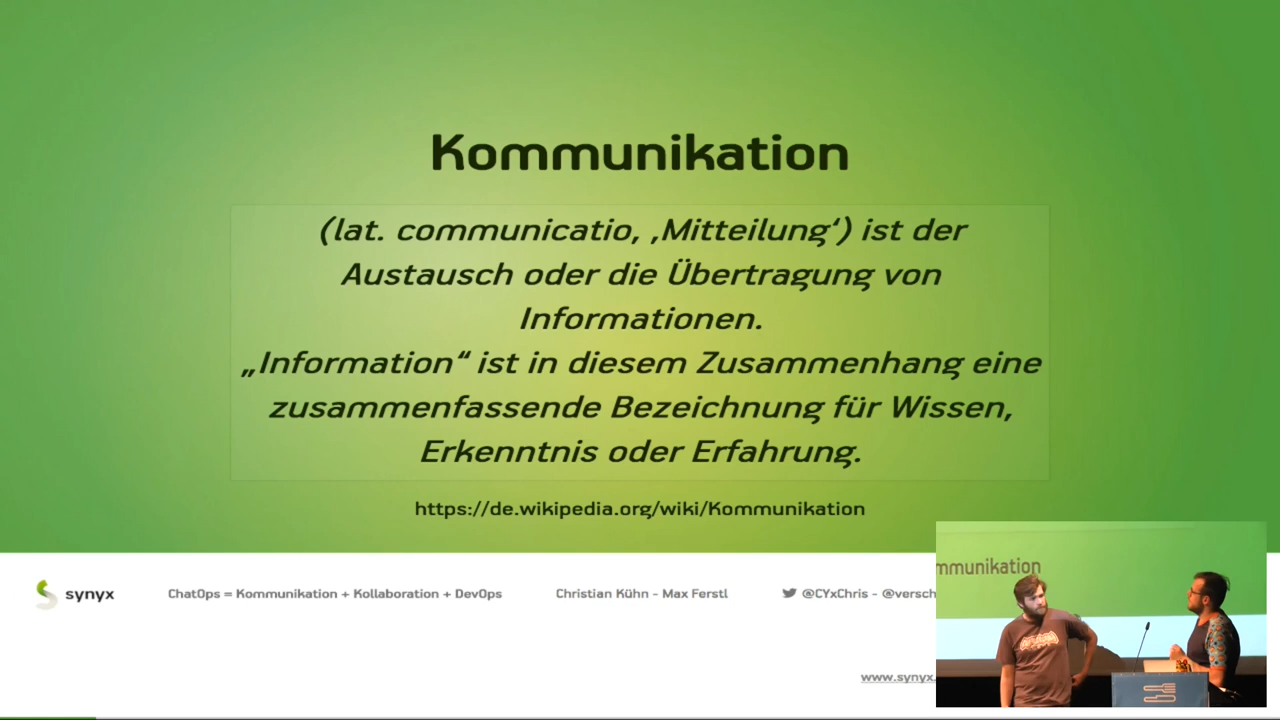 Kommunikation
(lat. communicatio, ‚Mitteilung‘) ist der
Austausch oder die Übertragung von
Informationen.
„Information“ ist in diesem Zusammenhang eine
zusammenfassende Bezeichnung für Wissen,
Erkenntnis oder Erfahrung.
https://de.wikipedia.org/wiki/Kommunikation
synyx
ChatOps = Kommunikation + Kollaboration + DevOps
Christian Kühn - Max Ferstl
@CYxChris - @versch
www.synyx.
mmunikation